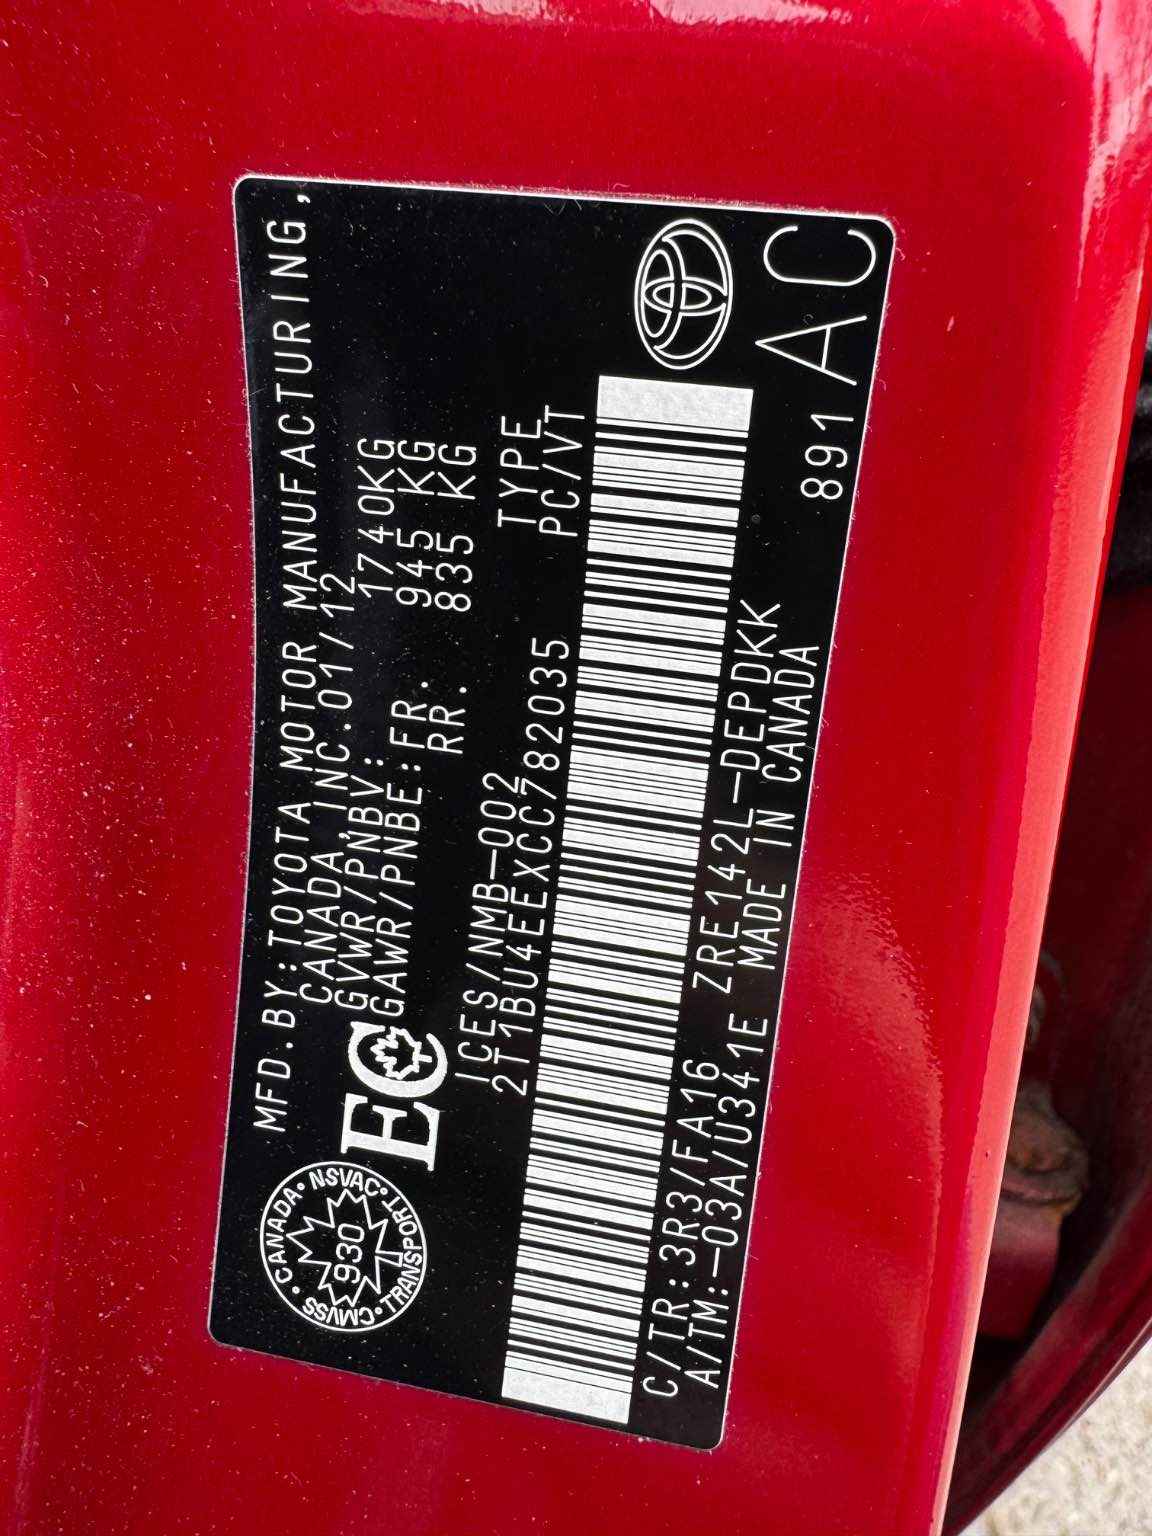 MFD.BY:TOYOTA MOTOR MANUFACTURING,
CANADA,INC.01/12
GVWR/PNBV: 1740KG
GAWR/PNBE:FR. 945 KG
RR. 835 KG
EC
CANADA • NSVAC • TRANSPORT • CMVSS •
930
ICES/NMB-002 TYPE
2T1BU4EEXCC782035 PC/VT
C/TR:3R3/FA16 ZRE142L-DEPDKK
A/TM:-03A/U341E MADE IN CANADA
891 AC